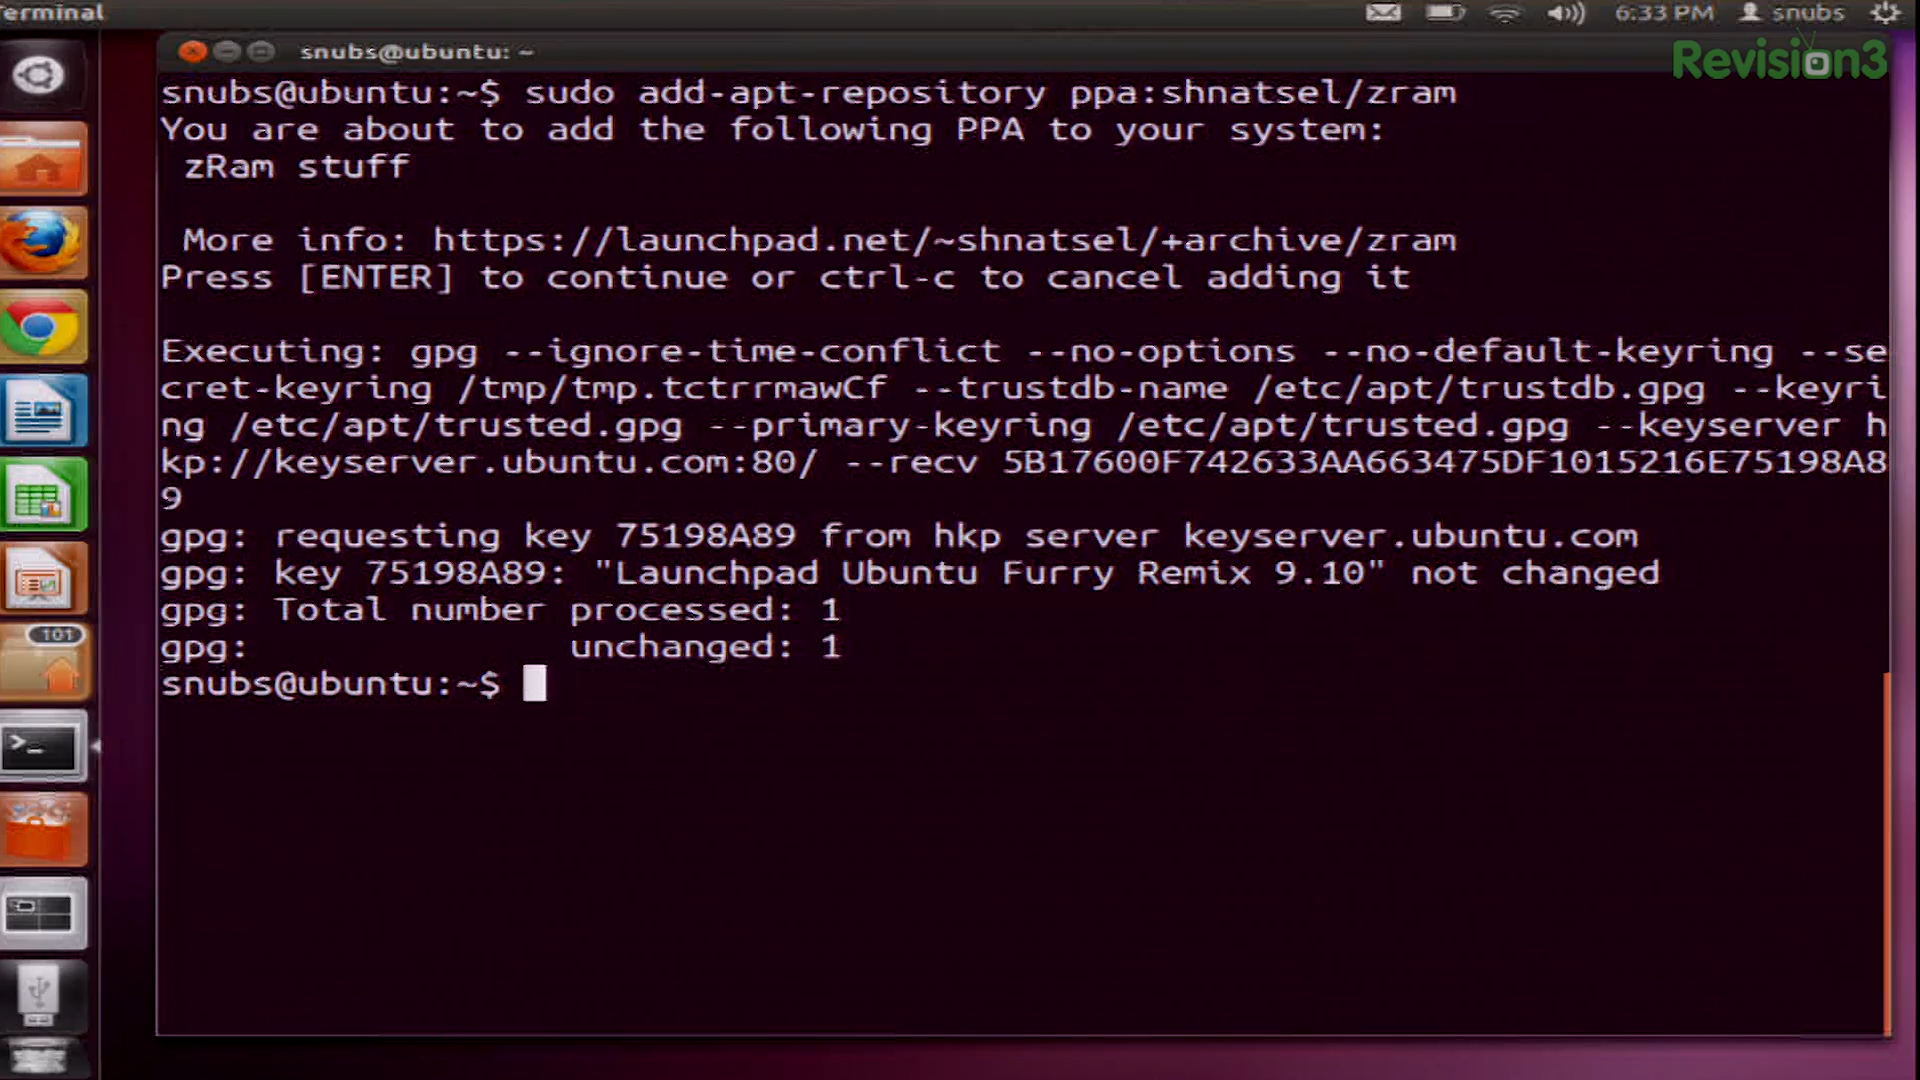 Terminal
6:33 PM snubs
Revision3
snubs@ubuntu: ~
snubs@ubuntu:~$ sudo add-apt-repository ppa:shnatsel/zram
You are about to add the following PPA to your system:
zRam stuff
More info: https://launchpad.net/~shnatsel/+archive/zram
Press [ENTER] to continue or ctrl-c to cancel adding it
Executing: gpg --ignore-time-conflict --no-options --no-default-keyring --se
cret-keyring /tmp/tmp.tctrrmawCf --trustdb-name /etc/apt/trustdb.gpg --keyri
ng /etc/apt/trusted.gpg --primary-keyring /etc/apt/trusted.gpg --keyserver h
kp://keyserver.ubuntu.com:80/ --recv 5B17600F742633AA663475DF1015216E75198A8
9
gpg: requesting key 75198A89 from hkp server keyserver.ubuntu.com
gpg: key 75198A89: "Launchpad Ubuntu Furry Remix 9.10" not changed
gpg: Total number processed: 1
gpg: unchanged: 1
snubs@ubuntu:~$
101